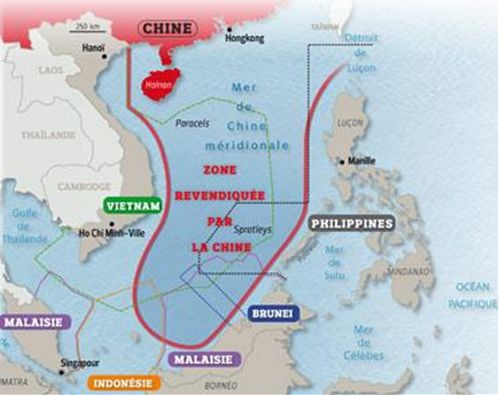 250 km
CHINE
TAÏWAN
Hongkong
Détroit
de
Luçon
Hanoï
LAOS
Hainan
Mer
de
Chine
méridionale
Paracels
LUÇON
THAÏLANDE
ZONE
REVENDIQUÉE
PAR
LA CHINE
Manille
CAMBODGE
VIETNAM
Golfe
de
Thaïlande
Ho Chi Minh-Ville
Spratleys
PHILIPPINES
Palawan
Mer
de
Sulu
MINDANAO
OCÉAN
PACIFIQUE
MALAISIE
BRUNEI
Mer
de
Célèbes
Singapour
MALAISIE
INDONÉSIE
BORNÉO
MATRA